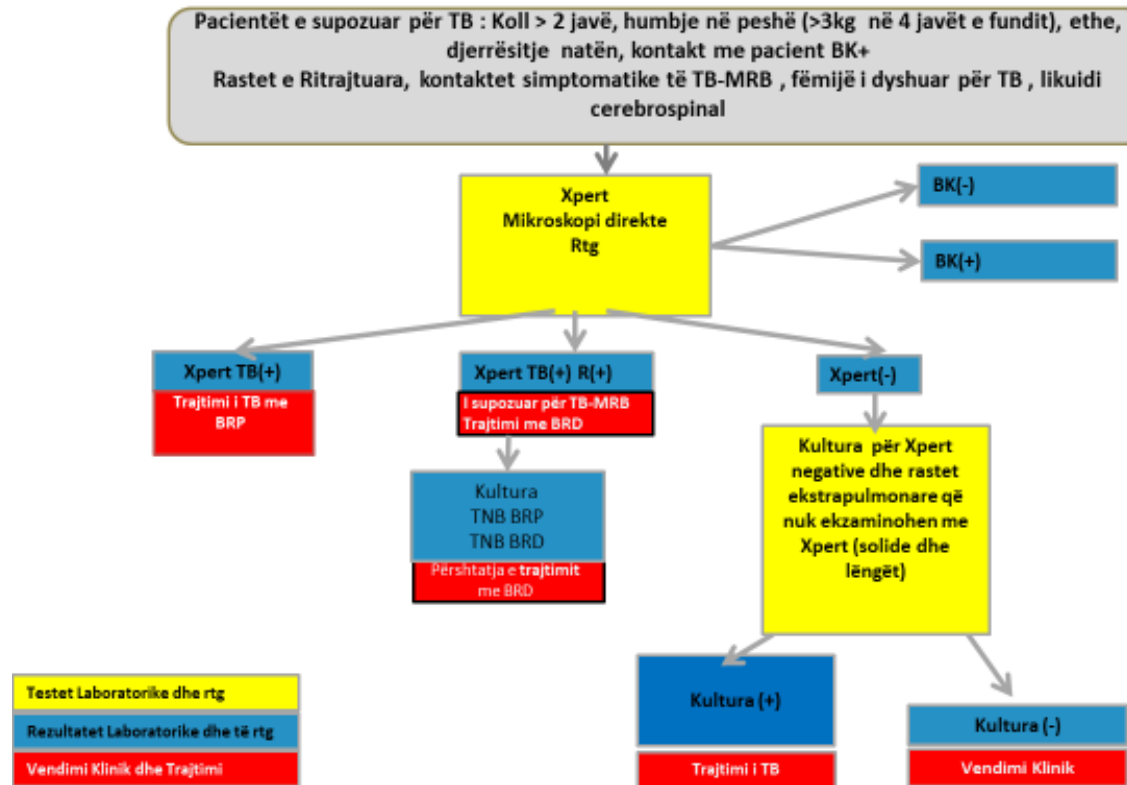 Pacientët e supozuar për TB : Koll > 2 javë, humbje në peshë (>3kg në 4 javët e fundit), ethe,
djerrësitje natën, kontakt me pacient BK+
Rastet e Ritrajtuara, kontaktet simptomatike të TB-MRB , fëmijë i dyshuar për TB , likuidi
cerebrospinal
Xpert
Mikroskopi direkte
Rtg
BK(-)
BK(+)
Xpert TB(+)
Trajtimi i TB me
BRP
Xpert TB(+) R(+)
I supozuar për TB-MRB
Trajtimi me BRD
Kultura
TNB BRP
TNB BRD
Përshtatja e trajtimit
me BRD
Xpert(-)
Kultura për Xpert
negative dhe rastet
ekstrapulmonare që
nuk ekzaminohen me
Xpert (solide dhe
lëngët)
Kultura (+)
Trajtimi i TB
Kultura (-)
Vendimi Klinik
Testet Laboratorike dhe rtg
Rezultatet Laboratorike dhe të rtg
Vendimi Klinik dhe Trajtimi